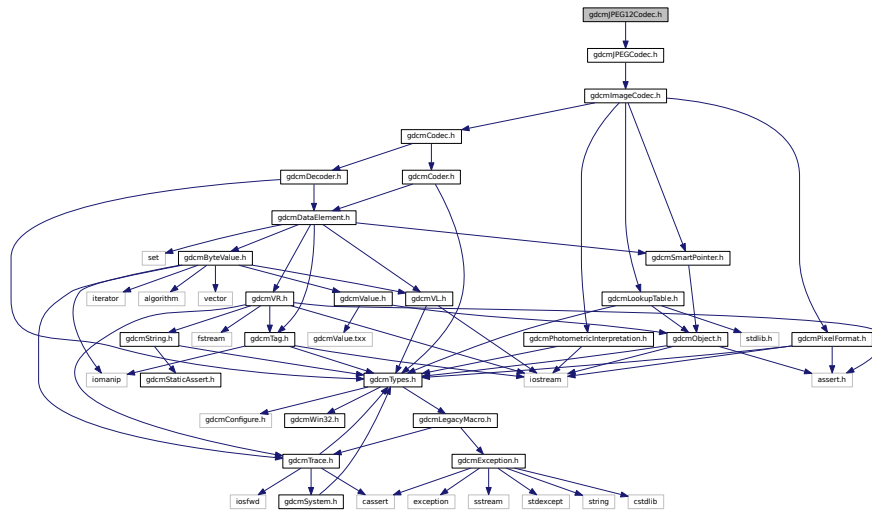 gdcmJPEG12Codec.h
gdcmJPEGCodec.h
gdcmImageCodec.h
gdcmCodec.h
gdcmDecoder.h
gdcmCoder.h
gdcmDataElement.h
set
gdcmByteValue.h
gdcmSmartPointer.h
iterator
algorithm
vector
gdcmVR.h
gdcmValue.h
gdcmVL.h
gdcmLookupTable.h
gdcmString.h
fstream
gdcmTag.h
gdcmValue.txx
gdcmPhotometricInterpretation.h
gdcmObject.h
stdlib.h
gdcmPixelFormat.h
iomanip
gdcmStaticAssert.h
gdcmTypes.h
iostream
assert.h
gdcmConfigure.h
gdcmWin32.h
gdcmLegacyMacro.h
gdcmTrace.h
gdcmException.h
iosfwd
gdcmSystem.h
cassert
exception
sstream
stdexcept
string
cstdlib